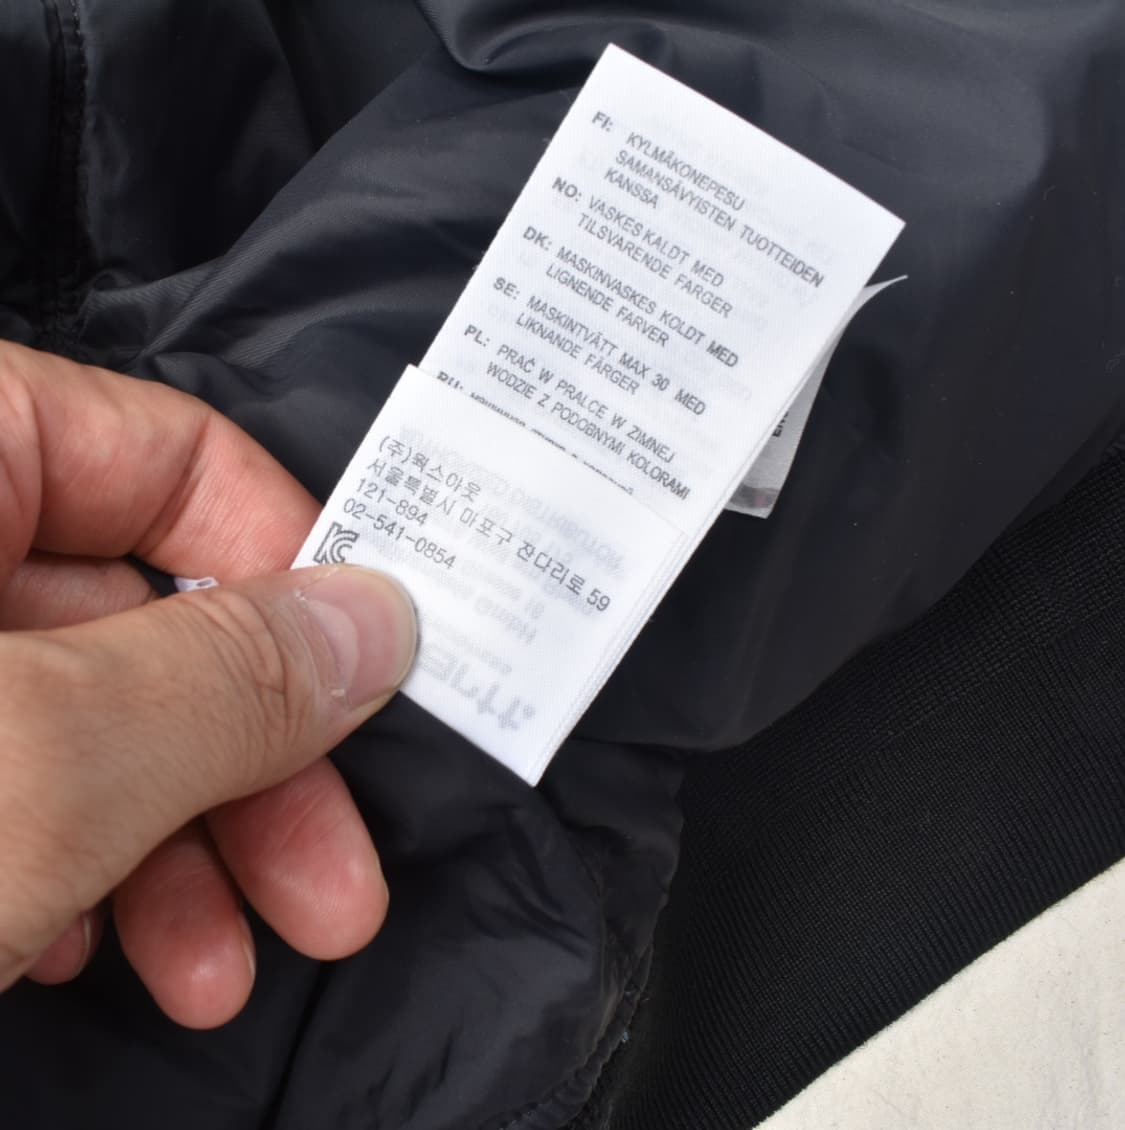 FI: KYLMÄKONEPESU
SAMANSÄVYISTEN TUOTTEIDEN
KANSSA
NO: VASKES KALDT MED
TILSVARENDE FARGER
DK: MASKINVASKES KOLDT MED
LIGNENDE FARVER
SE: MASKINTVÄTT MAX 30 MED
LIKNANDE FÄRGER
PL: PRAĆ W PRALCE W ZIMNEJ
WODZIE Z PODOBNYMI KOLORAMI
RU:
(주)웍스아웃
서울특별시 마포구 잔다리로 59
121-894
02-541-0854